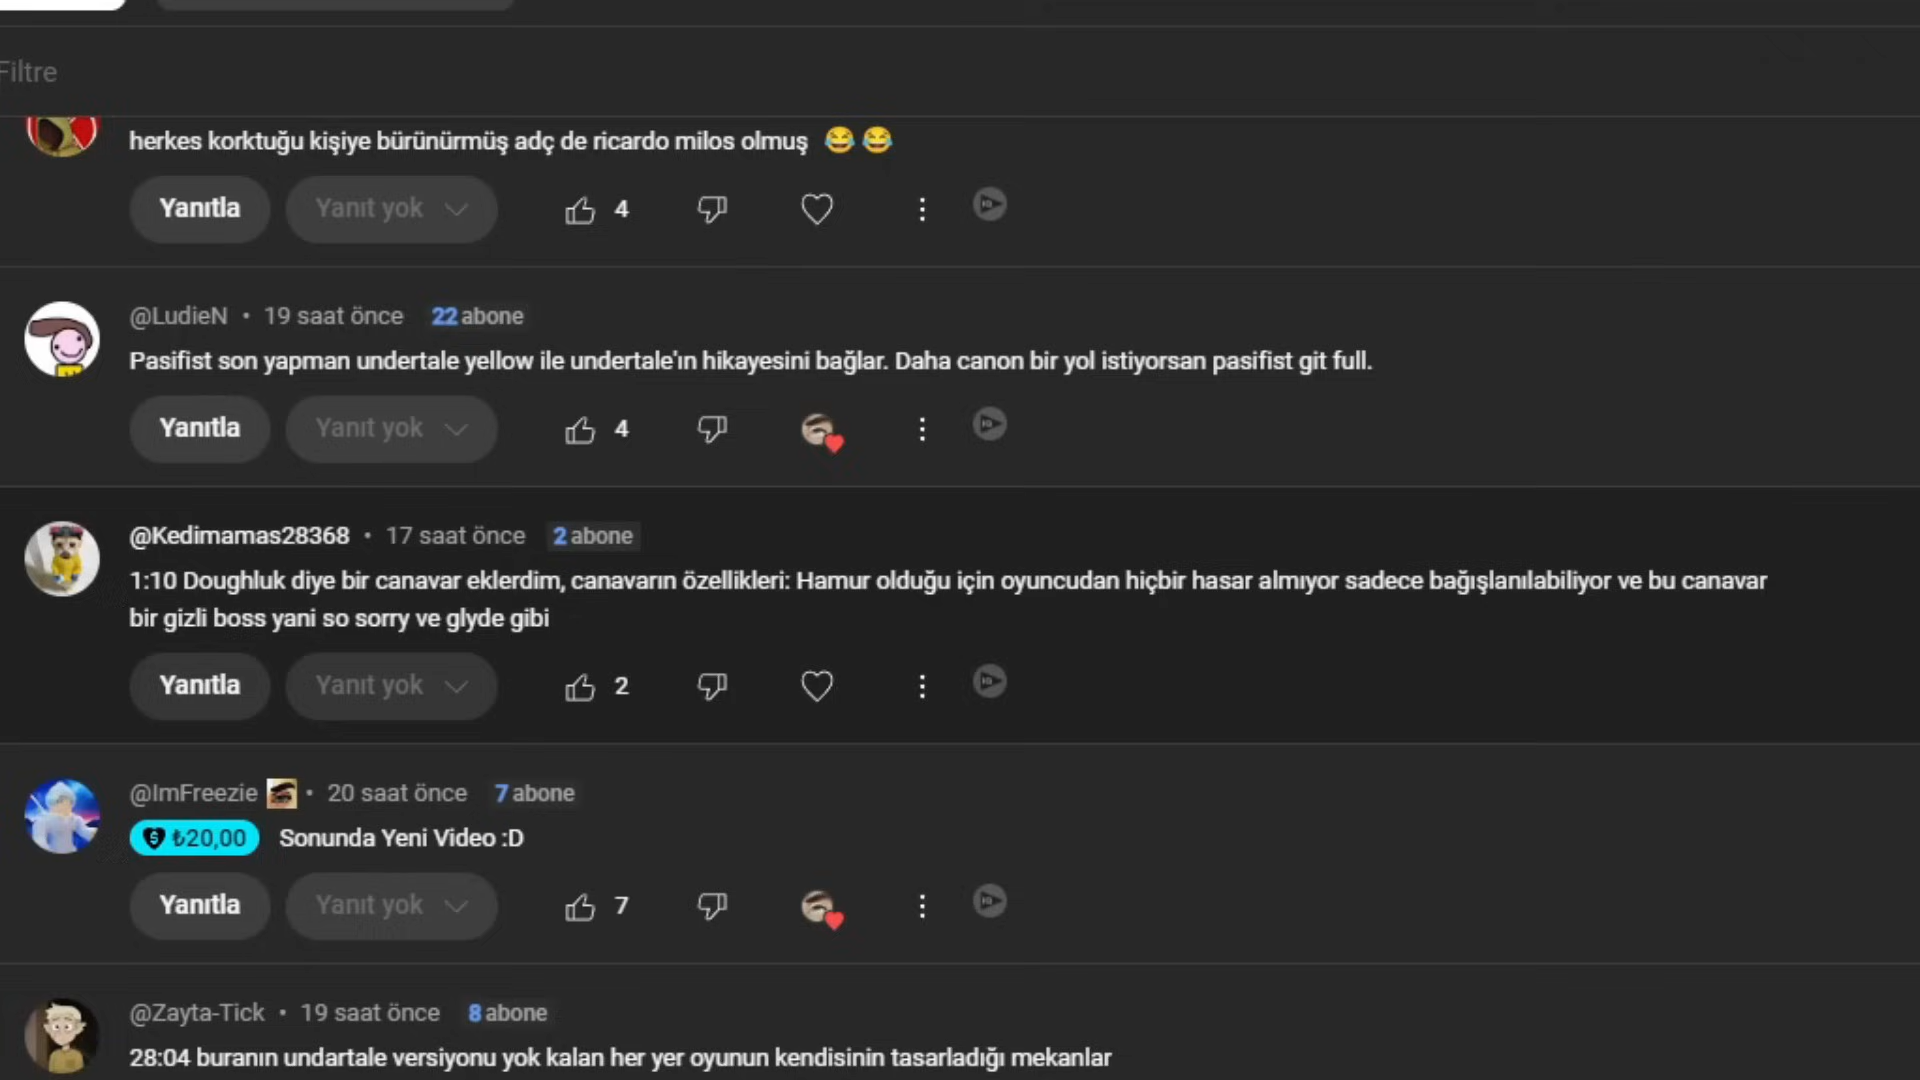 Filtre
herkes korktuğu kişiye bürünürmüş adç de ricardo milos olmuş 😂 😂
Yanıtla Yanıt yok 4
@LudieN • 19 saat önce 22 abone
Pasifist son yapman undertale yellow ile undertale'ın hikayesini bağlar. Daha canon bir yol istiyorsan pasifist git full.
Yanıtla Yanıt yok 4
@Kedimamas28368 • 17 saat önce 2 abone
1:10 Doughluk diye bir canavar eklerdim, canavarın özellikleri: Hamur olduğu için oyuncudan hiçbir hasar almıyor sadece bağışlanılabiliyor ve bu canavar
bir gizli boss yani so sorry ve glyde gibi
Yanıtla Yanıt yok 2
@ImFreezie • 20 saat önce 7 abone
₺20,00 Sonunda Yeni Video :D
Yanıtla Yanıt yok 7
@Zayta-Tick • 19 saat önce 8 abone
28:04 buranın undartale versiyonu yok kalan her yer oyunun kendisinin tasarladığı mekanlar